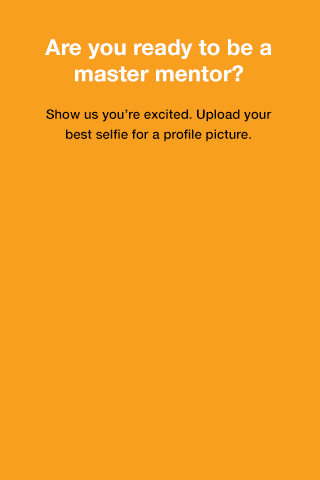 Are you ready to be a
master mentor?
Show us you’re excited. Upload your
best selfie for a profile picture.